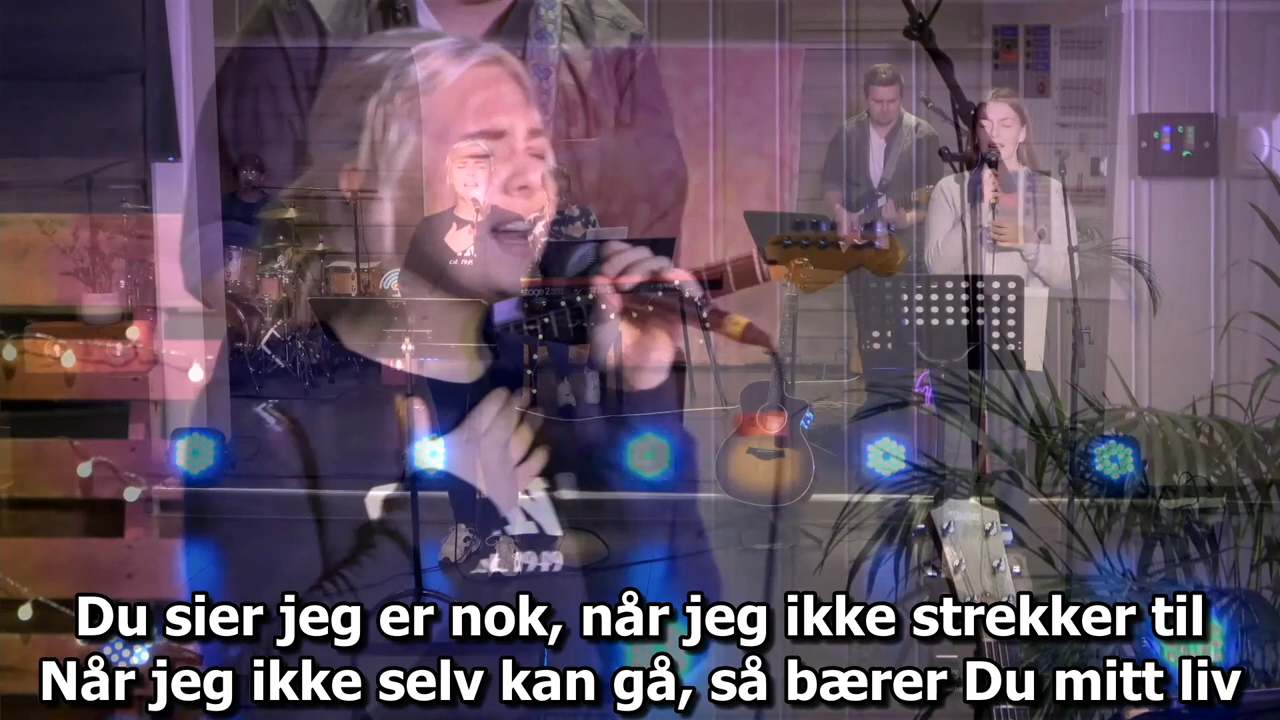 stage2
Du sier jeg er nok, når jeg ikke strekker til
Når jeg ikke selv kan gå, så bærer Du mitt liv